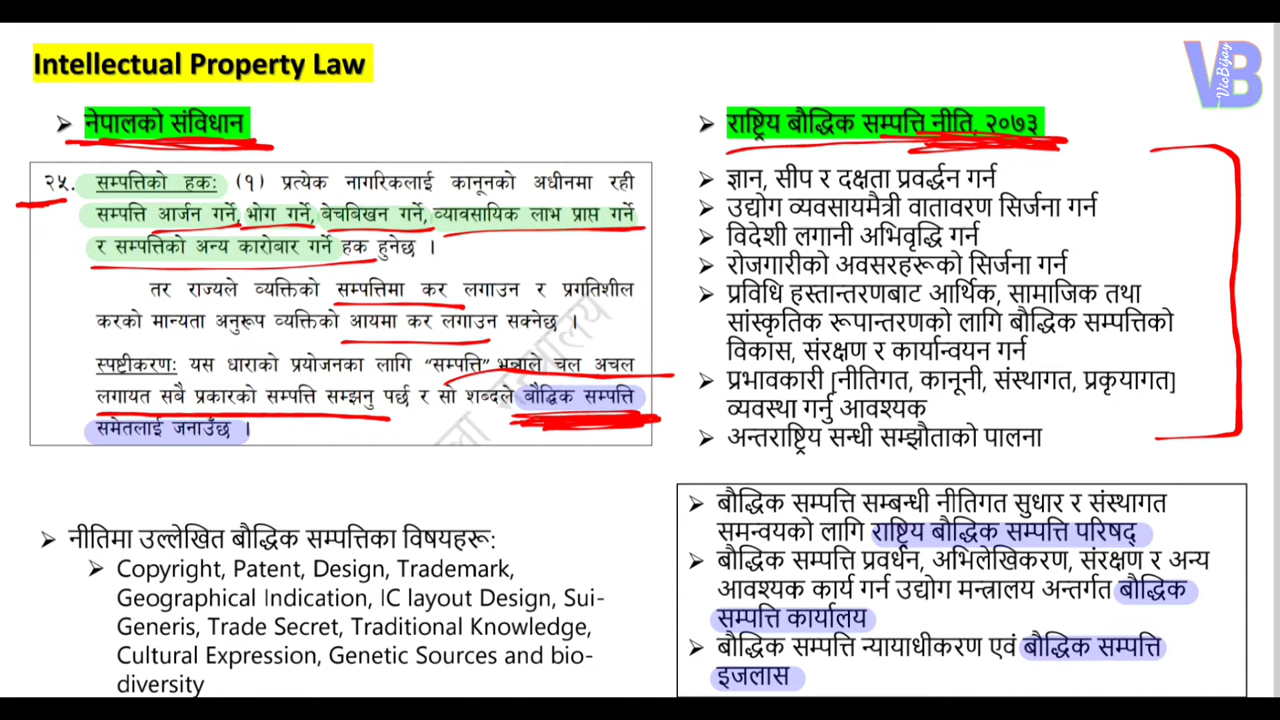 Intellectual Property Law
VB
VicBijay
➢ नेपालको संविधान
२५. सम्पत्तिको हकः (१) प्रत्येक नागरिकलाई कानूनको अधीनमा रही
सम्पत्ति आर्जन गर्ने, भोग गर्ने, बेचबिखन गर्ने, व्यावसायिक लाभ प्राप्त गर्ने
र सम्पत्तिको अन्य कारोबार गर्ने हक हुनेछ ।
तर राज्यले व्यक्तिको सम्पत्तिमा कर लगाउन र प्रगतिशील
करको मान्यता अनुरूप व्यक्तिको आयमा कर लगाउन सक्नेछ ।
स्पष्टीकरणः यस धाराको प्रयोजनका लागि “सम्पत्ति” भन्नाले चल अचल
लगायत सबै प्रकारको सम्पत्ति सम्झनु पर्छ र सो शब्दले बौद्धिक सम्पत्ति
समेतलाई जनाउँछ ।
➢ नीतिमा उल्लेखित बौद्धिक सम्पत्तिका विषयहरू:
➢ Copyright, Patent, Design, Trademark,
Geographical Indication, IC layout Design, Sui-
Generis, Trade Secret, Traditional Knowledge,
Cultural Expression, Genetic Sources and bio-
diversity
➢ राष्ट्रिय बौद्धिक सम्पत्ति नीति, २०७३
➢ ज्ञान, सीप र दक्षता प्रवर्द्धन गर्न
➢ उद्योग व्यवसायमैत्री वातावरण सिर्जना गर्न
➢ विदेशी लगानी अभिवृद्धि गर्न
➢ रोजगारीको अवसरहरूको सिर्जना गर्न
➢ प्रविधि हस्तान्तरणबाट आर्थिक, सामाजिक तथा
सांस्कृतिक रूपान्तरणको लागि बौद्धिक सम्पत्तिको
विकास, संरक्षण र कार्यान्वयन गर्न
➢ प्रभावकारी [नीतिगत, कानूनी, संस्थागत, प्रकृयागत]
व्यवस्था गर्नु आवश्यक
➢ अन्तराष्ट्रिय सन्धी सम्झौताको पालना
➢ बौद्धिक सम्पत्ति सम्बन्धी नीतिगत सुधार र संस्थागत
समन्वयको लागि राष्ट्रिय बौद्धिक सम्पत्ति परिषद्
➢ बौद्धिक सम्पत्ति प्रवर्धन, अभिलेखिकरण, संरक्षण र अन्य
आवश्यक कार्य गर्न उद्योग मन्त्रालय अन्तर्गत बौद्धिक
सम्पत्ति कार्यालय
➢ बौद्धिक सम्पत्ति न्यायाधीकरण एवं बौद्धिक सम्पत्ति
इजलास